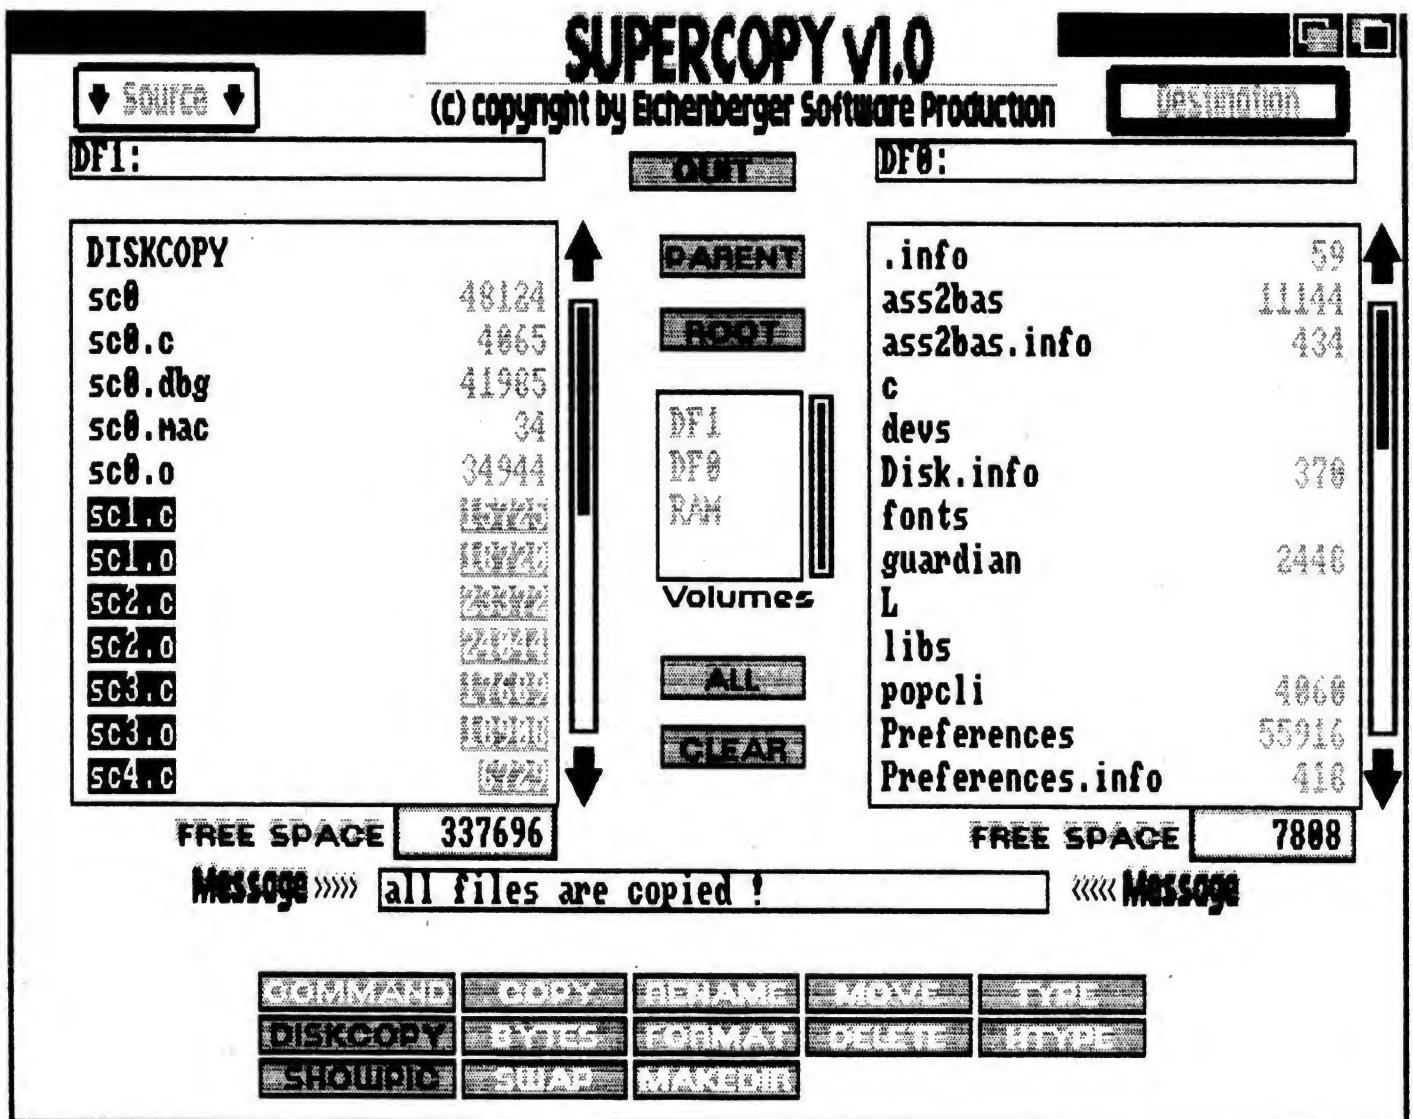 SUPERCOPY v1.0
Source
(c) copyright by Eichenberger Software Production
Destination
DF1:
QUIT
DF0:
DISKCOPY
sc0 48124
sc0.c 4065
sc0.dbg 41985
sc0.mac 34
sc0.o 34944
sc1.c
sc1.o
sc2.c
sc2.o
sc3.c
sc3.o
sc4.c
FREE SPACE 337696
PARENT
ROOT
DF1
DF0
RAM
Volumes
ALL
CLEAR
.info 59
ass2bas 11144
ass2bas.info 434
c
devs
Disk.info 370
fonts
guardian 2448
L
libs
popcli 4060
Preferences 55916
Preferences.info 418
FREE SPACE 7808
Message »»» all files are copied ! ««« Message
COMMAND COPY RENAME MOVE TYPE
DISKCOPY BYTES FORMAT DELETE HTYPE
SHOWPIC SWAP MAKEDIR